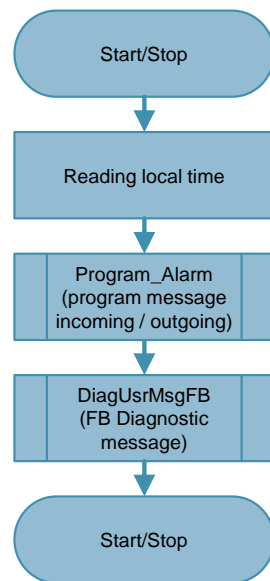 Start/Stop
Reading local time
Program_Alarm
(program message
incoming / outgoing)
DiagUsrMsgFB
(FB Diagnostic
message)
Start/Stop